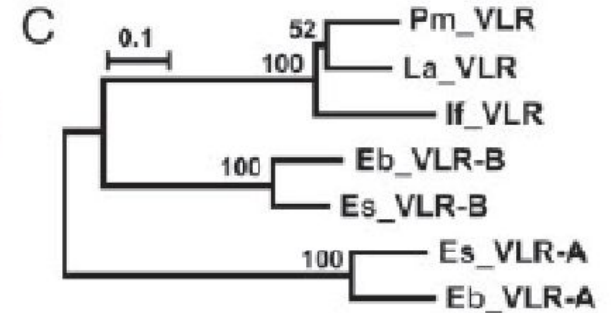 C
0.1
52
Pm_VLR
La_VLR
100
If_VLR
100
Eb_VLR-B
Es_VLR-B
100
Es_VLR-A
Eb_VLR-A